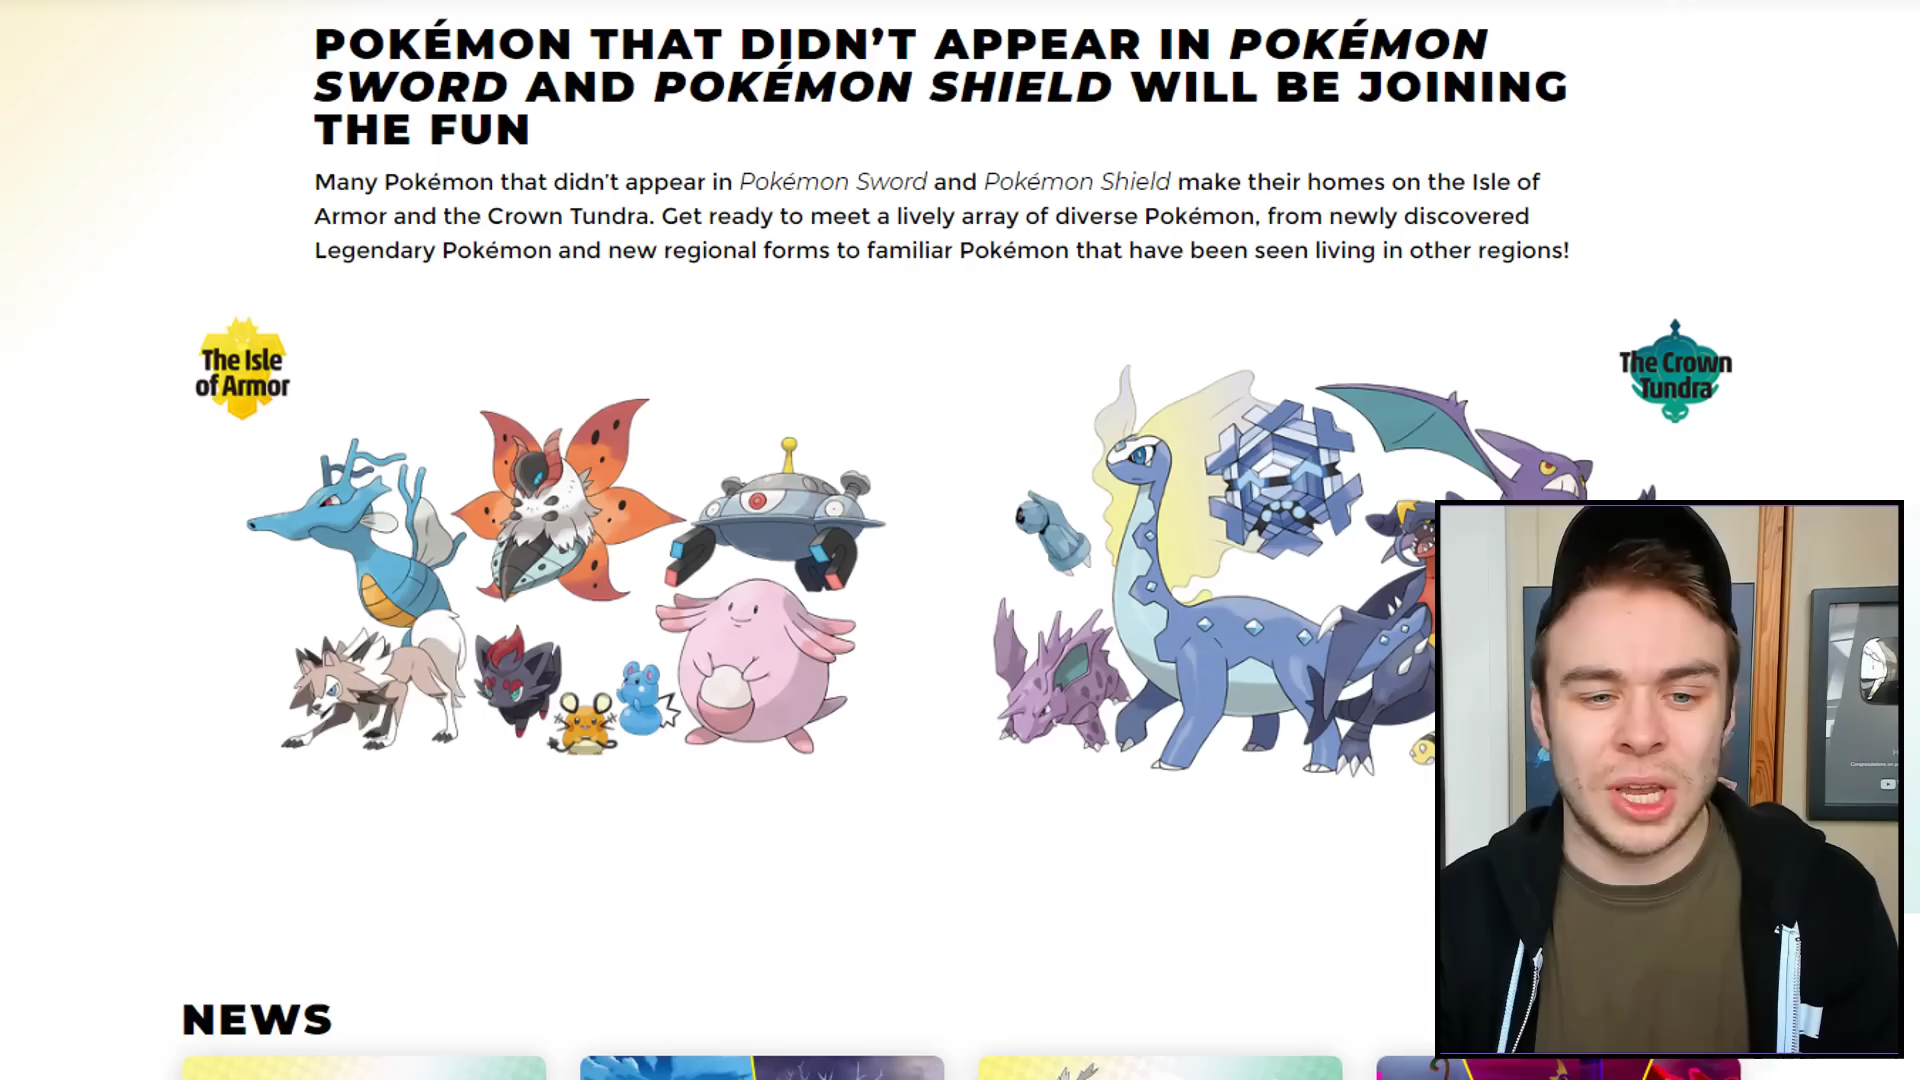 POKÉMON THAT DIDN’T APPEAR IN POKÉMON
SWORD AND POKÉMON SHIELD WILL BE JOINING
THE FUN
Many Pokémon that didn’t appear in Pokémon Sword and Pokémon Shield make their homes on the Isle of
Armor and the Crown Tundra. Get ready to meet a lively array of diverse Pokémon, from newly discovered
Legendary Pokémon and new regional forms to familiar Pokémon that have been seen living in other regions!
The Isle
of Armor
The Crown
Tundra
NEWS